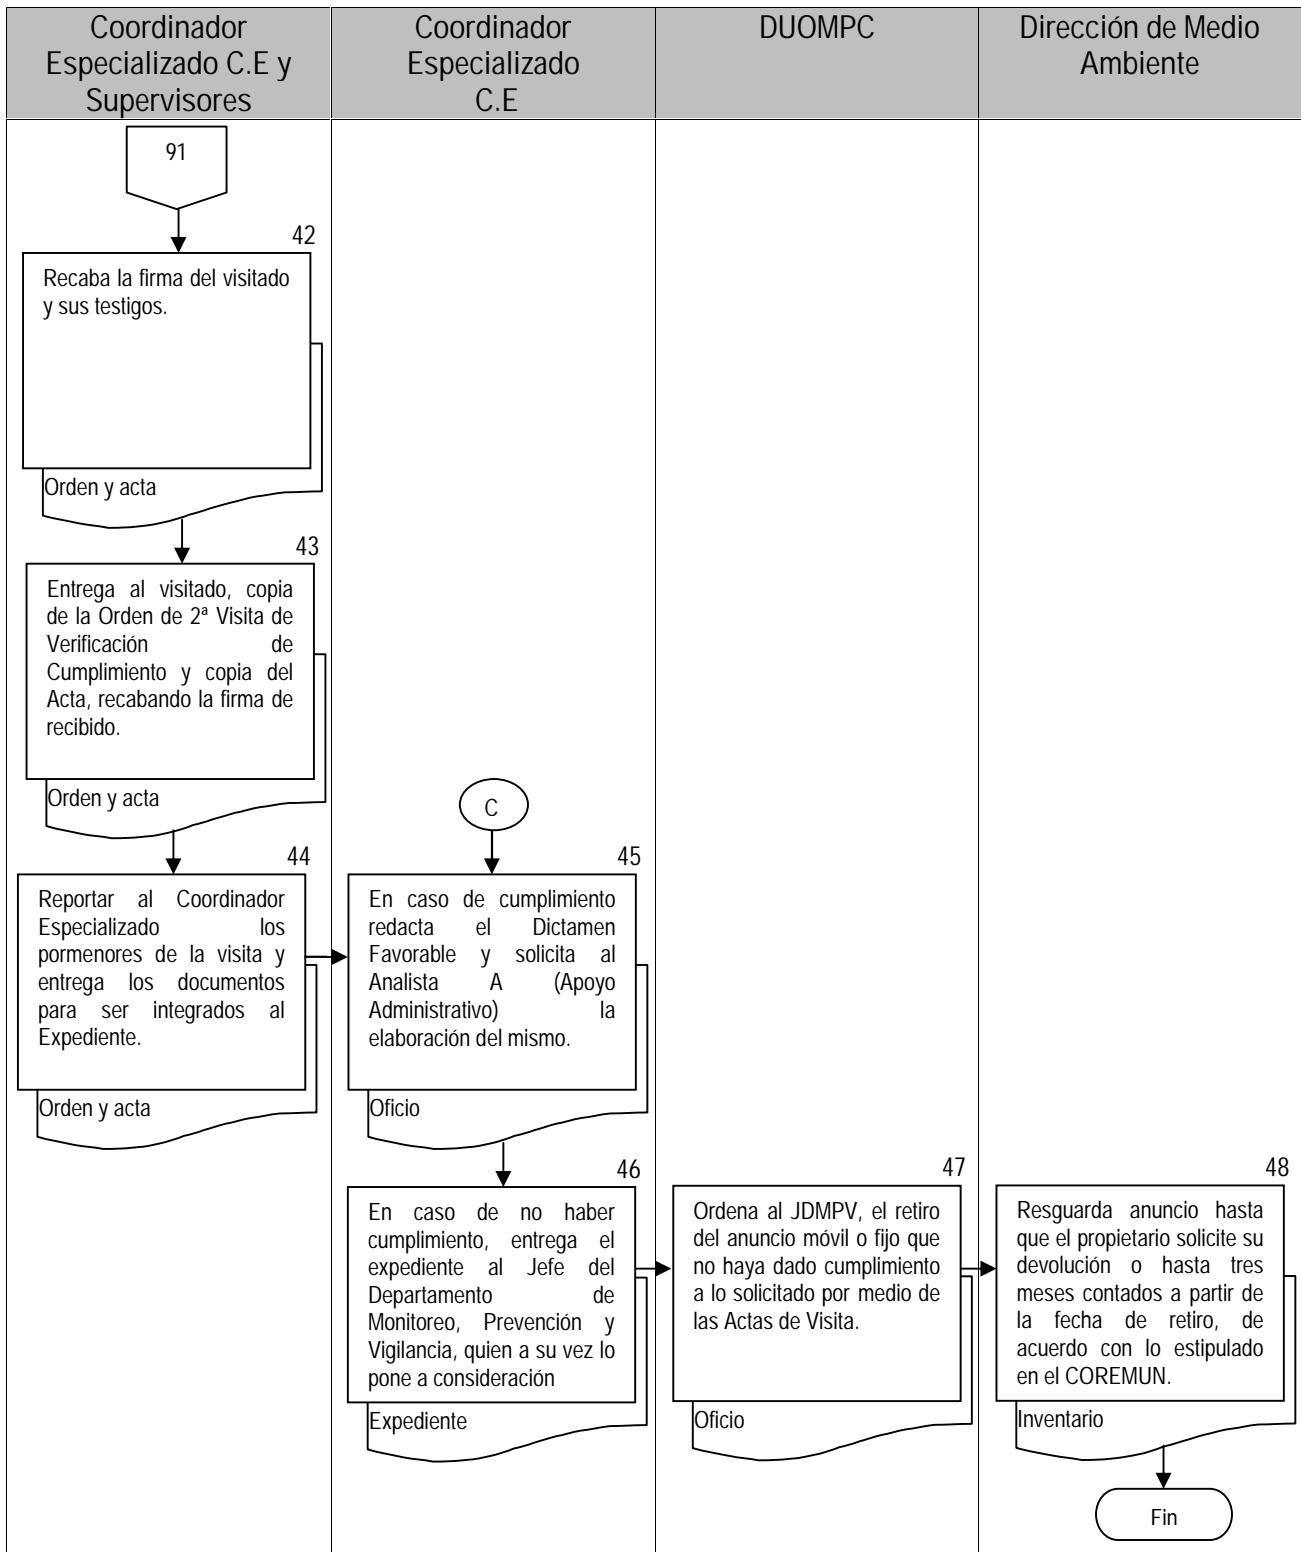 Coordinador
Especializado C.E y
Supervisores
Coordinador
Especializado
C.E
DUOMPC
Dirección de Medio
Ambiente
91
42
Recaba la firma del visitado
y sus testigos.
Orden y acta
43
Entrega al visitado, copia
de la Orden de 2ª Visita de
Verificación de
Cumplimiento y copia del
Acta, recabando la firma de
recibido.
Orden y acta
44
Reportar al Coordinador
Especializado los
pormenores de la visita y
entrega los documentos
para ser integrados al
Expediente.
Orden y acta
C
45
En caso de cumplimiento
redacta el Dictamen
Favorable y solicita al
Analista A (Apoyo
Administrativo) la
elaboración del mismo.
Oficio
46
En caso de no haber
cumplimiento, entrega el
expediente al Jefe del
Departamento de
Monitoreo, Prevención y
Vigilancia, quien a su vez lo
pone a consideración
Expediente
47
Ordena al JDMPV, el retiro
del anuncio móvil o fijo que
no haya dado cumplimiento
a lo solicitado por medio de
las Actas de Visita.
Oficio
48
Resguarda anuncio hasta
que el propietario solicite su
devolución o hasta tres
meses contados a partir de
la fecha de retiro, de
acuerdo con lo estipulado
en el COREMUN.
Inventario
Fin